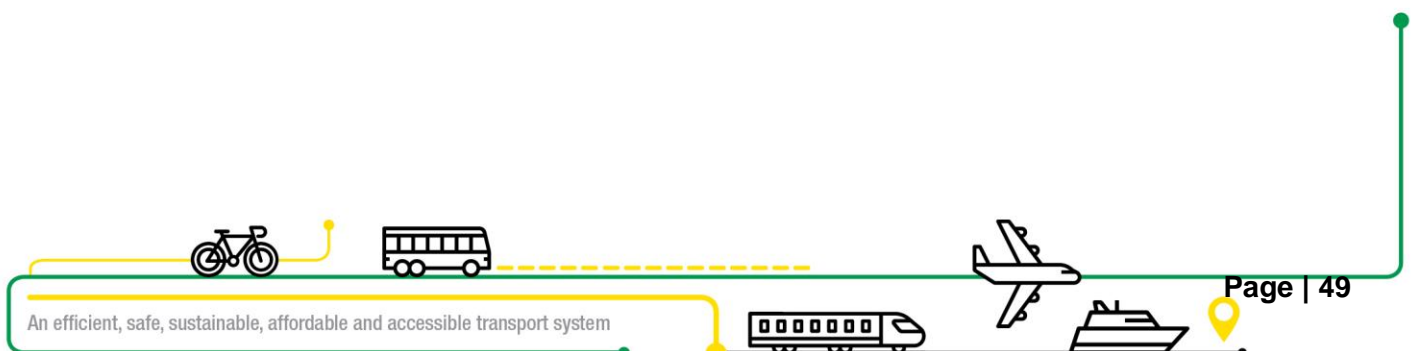 Page | 49
An efficient, safe, sustainable, affordable and accessible transport system